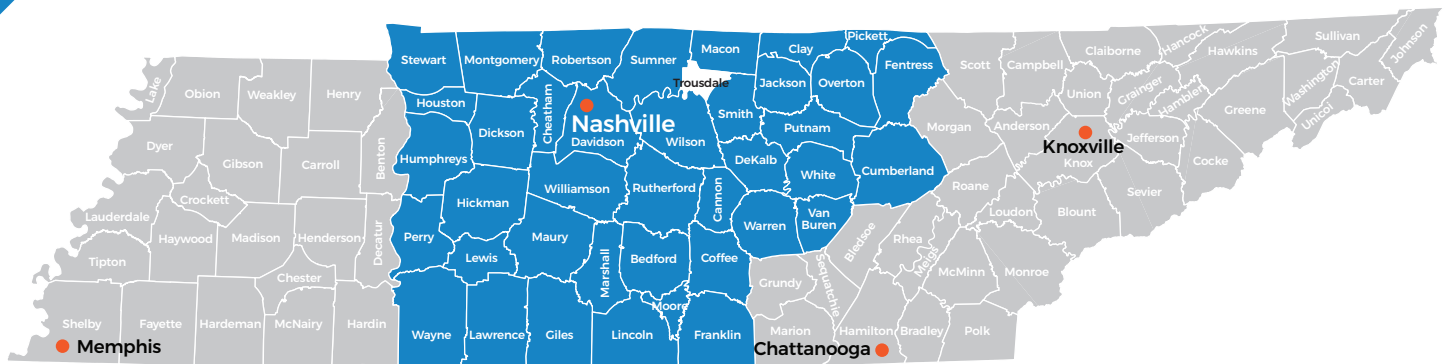 Stewart
Montgomery
Robertson
Sumner
Macon
Clay
Pickett
Fentress
Scott
Campbell
Claiborne
Hancock
Hawkins
Sullivan
Johnson
Lake
Obion
Weakley
Henry
Houston
Dickson
Cheatham
Trousdale
Smith
Jackson
Overton
Union
Grainger
Hamblen
Greene
Washington
Carter
Unicoi
Nashville
Davidson
Wilson
Putnam
Morgan
Anderson
Knoxville
Knox
Jefferson
Cocke
Dyer
Gibson
Carroll
Benton
Humphreys
Williamson
Rutherford
Cannon
DeKalb
White
Cumberland
Roane
Loudon
Blount
Sevier
Lauderdale
Crockett
Haywood
Madison
Henderson
Decatur
Perry
Hickman
Lewis
Maury
Marshall
Bedford
Coffee
Warren
Van
Buren
Bledsoe
Rhea
Meigs
McMinn
Monroe
Tipton
Chester
Moore
Grundy
Sequatchie
Shelby
Fayette
Hardeman
McNairy
Hardin
Wayne
Lawrence
Giles
Lincoln
Franklin
Marion
Hamilton
Bradley
Polk
Memphis
Chattanooga